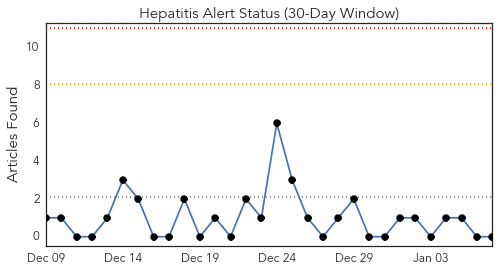 Hepatitis Alert Status (30-Day Window)
Articles Found
10
8
6
4
2
0
Dec 09 Dec 14 Dec 19 Dec 24 Dec 29 Jan 03